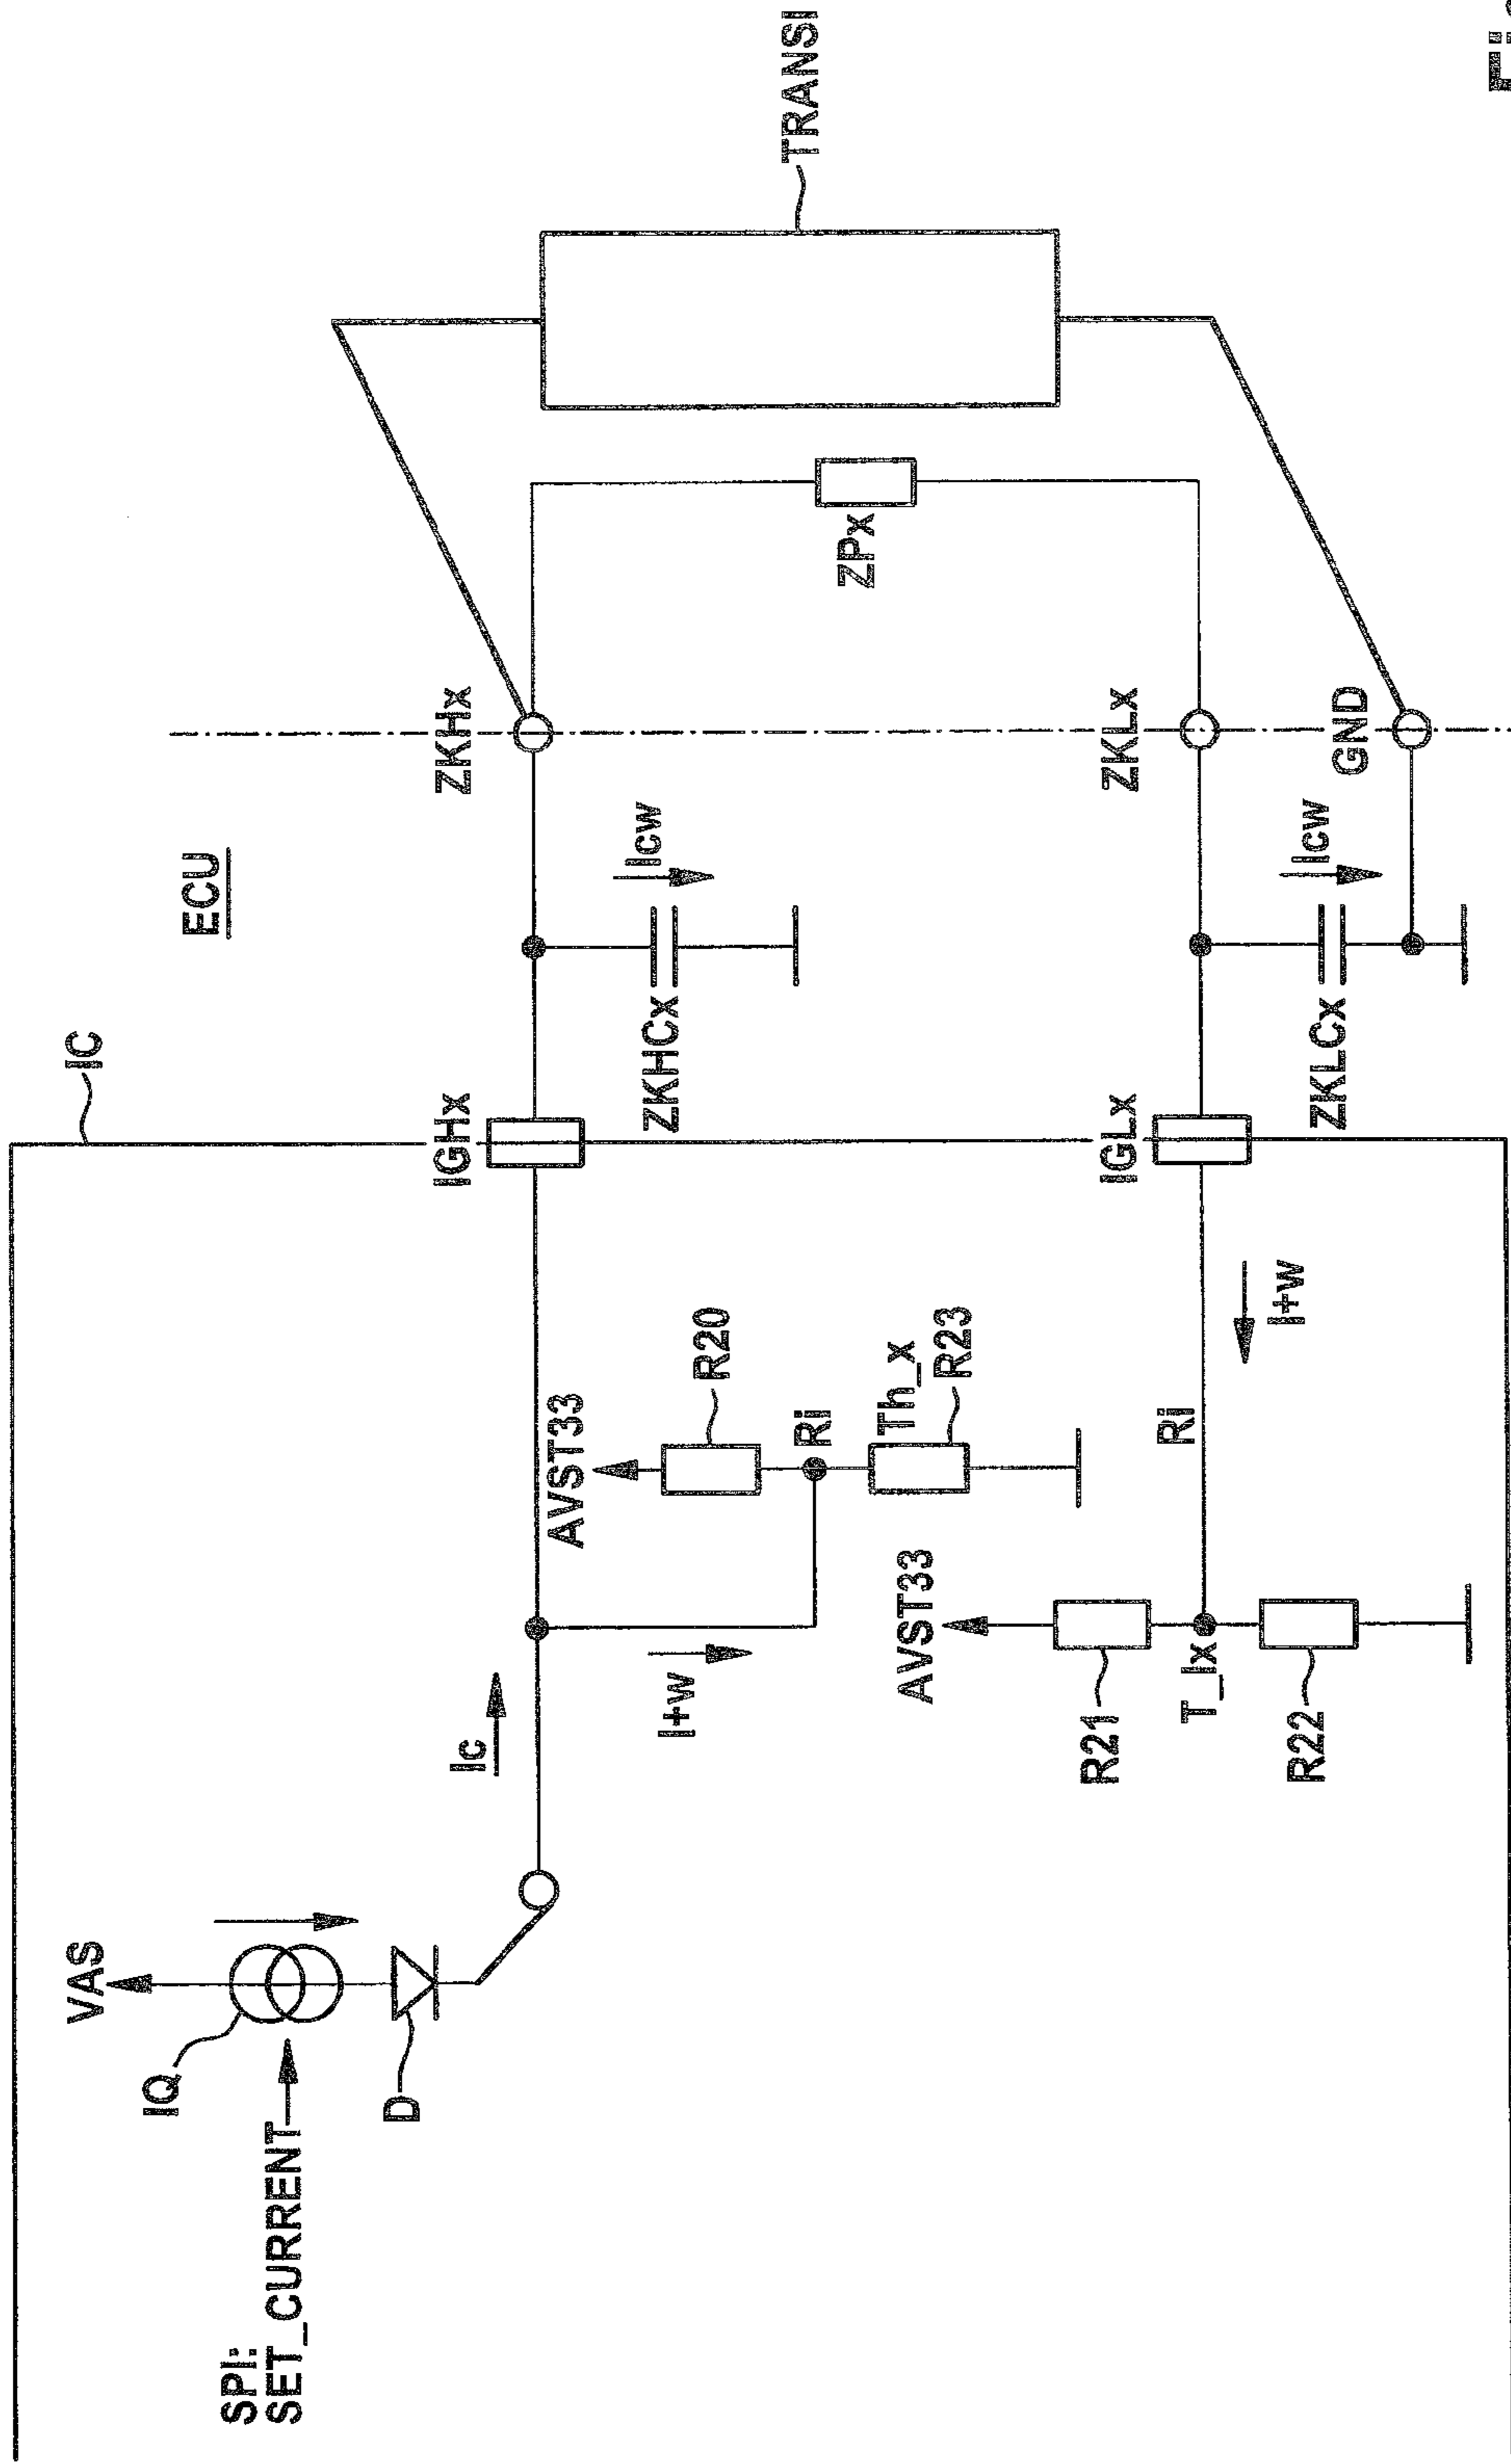 SPI:
SET_CURRENT
IQ
VAS
D
Ic
I+w
AVST33
R20
Ri
Th_x
R23
AVST33
R21
T_lx
R22
Ri
I+w
IC
IGHx
IGLx
ECU
ZKHCx
Icw
ZKLCx
Icw
ZKHx
ZKLx
GND
ZPx
TRANSI